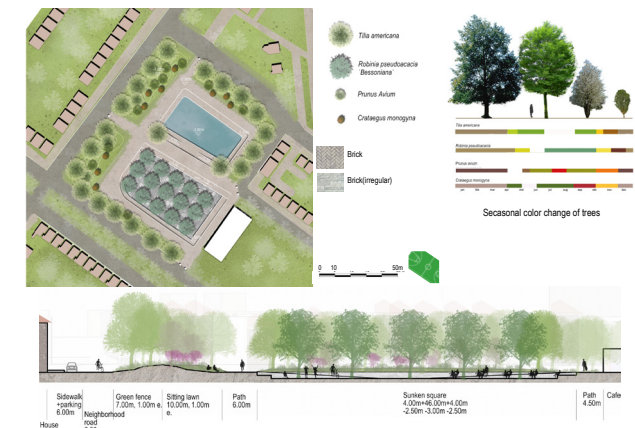 Tilia americana
Robinia pseudoacacia
'Bessoniana'
Prunus Avium
Crataegus monogyna
Brick
Brick(irregular)
Tilia americana
Robinia pseudoacacia
Prunus avium
Crataegus monogyna
Secasonal color change of trees
0 10 50m
Sidewalk
+parking
6.00m
Neighborhood
road
Green fence
7.00m, 1.00m e.
Sitting lawn
10.00m, 1.00m
e.
Path
6.00m
Sunken square
4.00m+46.00m+4.00m
-2.50m -3.00m -2.50m
Path
4.50m
Cafe
House